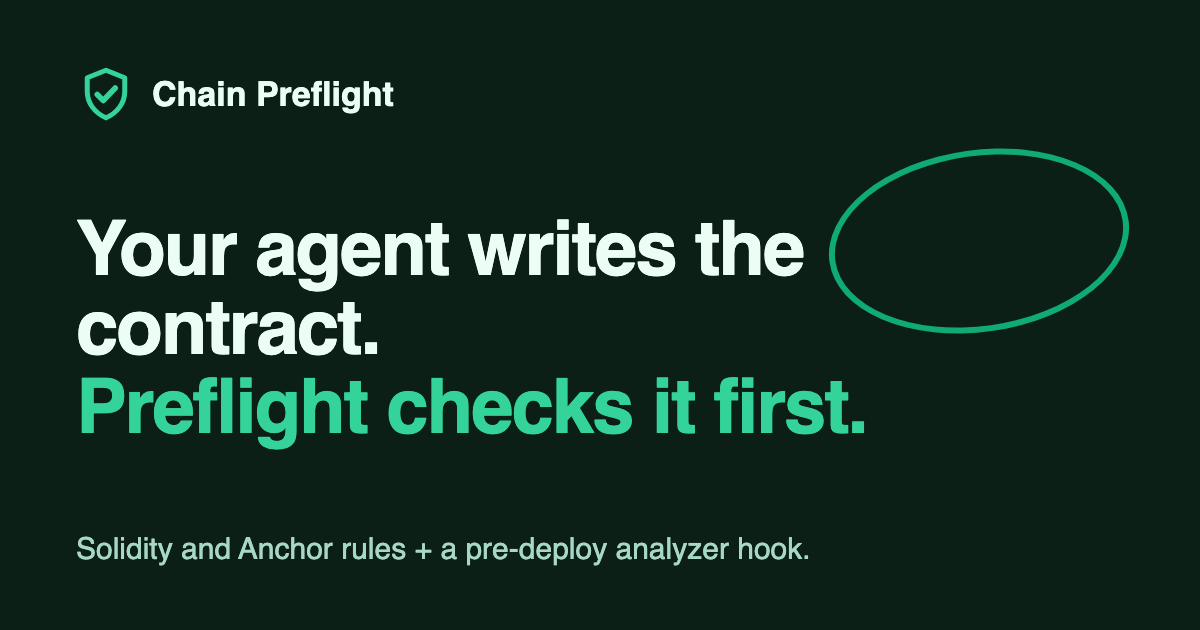 Chain Preflight
Your agent writes the
contract.
Preflight checks it first.
Solidity and Anchor rules + a pre-deploy analyzer hook.